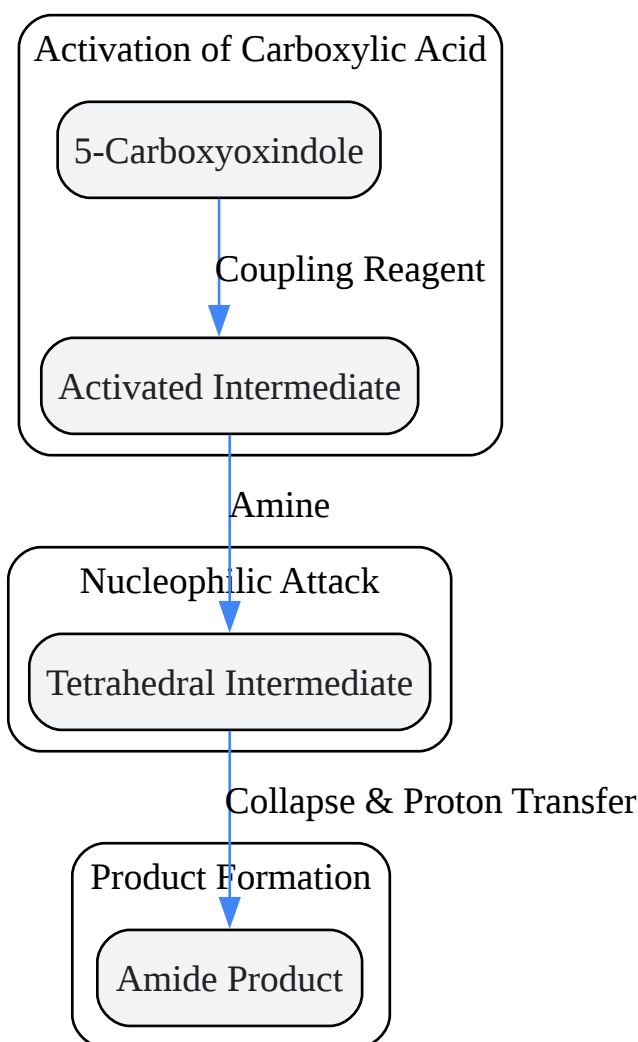 Activation of Carboxylic Acid
5-Carboxyoxindole
Coupling Reagent
Activated Intermediate
Amine
Nucleophilic Attack
Tetrahedral Intermediate
Collapse & Proton Transfer
Product Formation
Amide Product